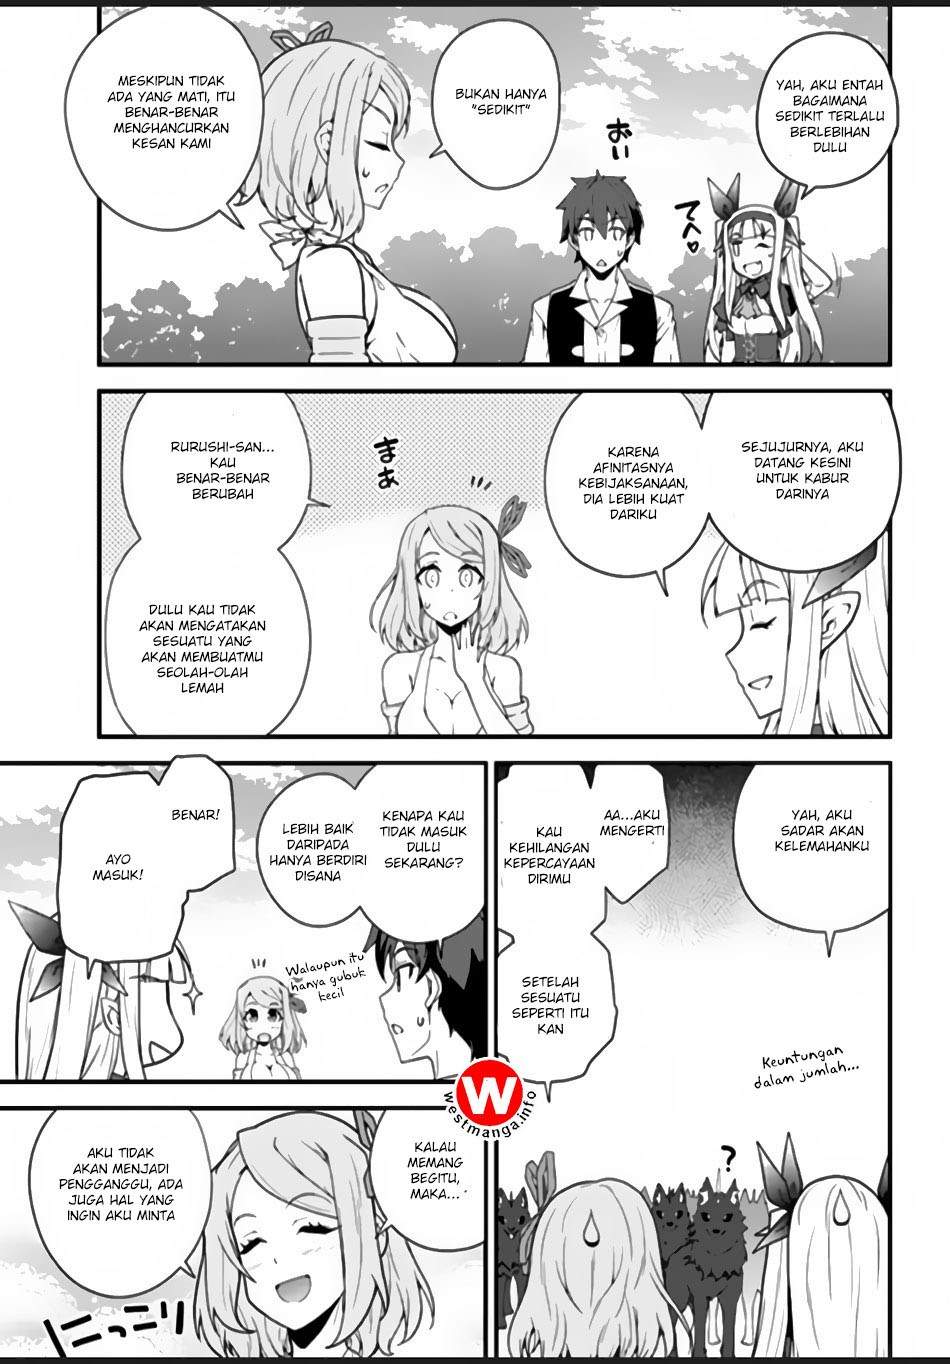 YAH, AKU ENTAH
BAGAIMANA
SEDIKIT TERLALU
BERLEBIHAN
DULU
てへ♡
BUKAN HANYA
"SEDIKIT"
おい
MESKIPUN TIDAK
ADA YANG MATI, ITU
BENAR-BENAR
MENGHANCURKAN
KESAN KAMI
SEJUJURNYA, AKU
DATANG KESINI
UNTUK KABUR
DARINYA
KARENA
AFINITASNYA
KEBIJAKSANAAN,
DIA LEBIH KUAT
DARIKU
まあ
RURUSHI-SAN...
KAU
BENAR-BENAR
BERUBAH
DULU KAU TIDAK
AKAN MENGATAKAN
SESUATU YANG
AKAN MEMBUATMU
SEOLAH-OLAH
LEMAH
YAH, AKU
SADAR AKAN
KELEMAHANKU
AA...AKU
MENGERTI
KAU
KEHILANGAN
KEPERCAYAAN
DIRIMU
SETELAH
SESUATU
SEPERTI ITU
KAN
Keuntungan
dalam jumlah...
?
KENAPA KAU
TIDAK MASUK
DULU
SEKARANG?
LEBIH BAIK
DARIPADA
HANYA BERDIRI
DISANA
Walaupun itu
hanya gubuk
kecil
BENAR!
AYO
MASUK!
KALAU
MEMANG
BEGITU,
MAKA...
AKU TIDAK
AKAN MENJADI
PENGGANGGU, ADA
JUGA HAL YANG
INGIN AKU MINTA
にっこり
W
westmanga.info